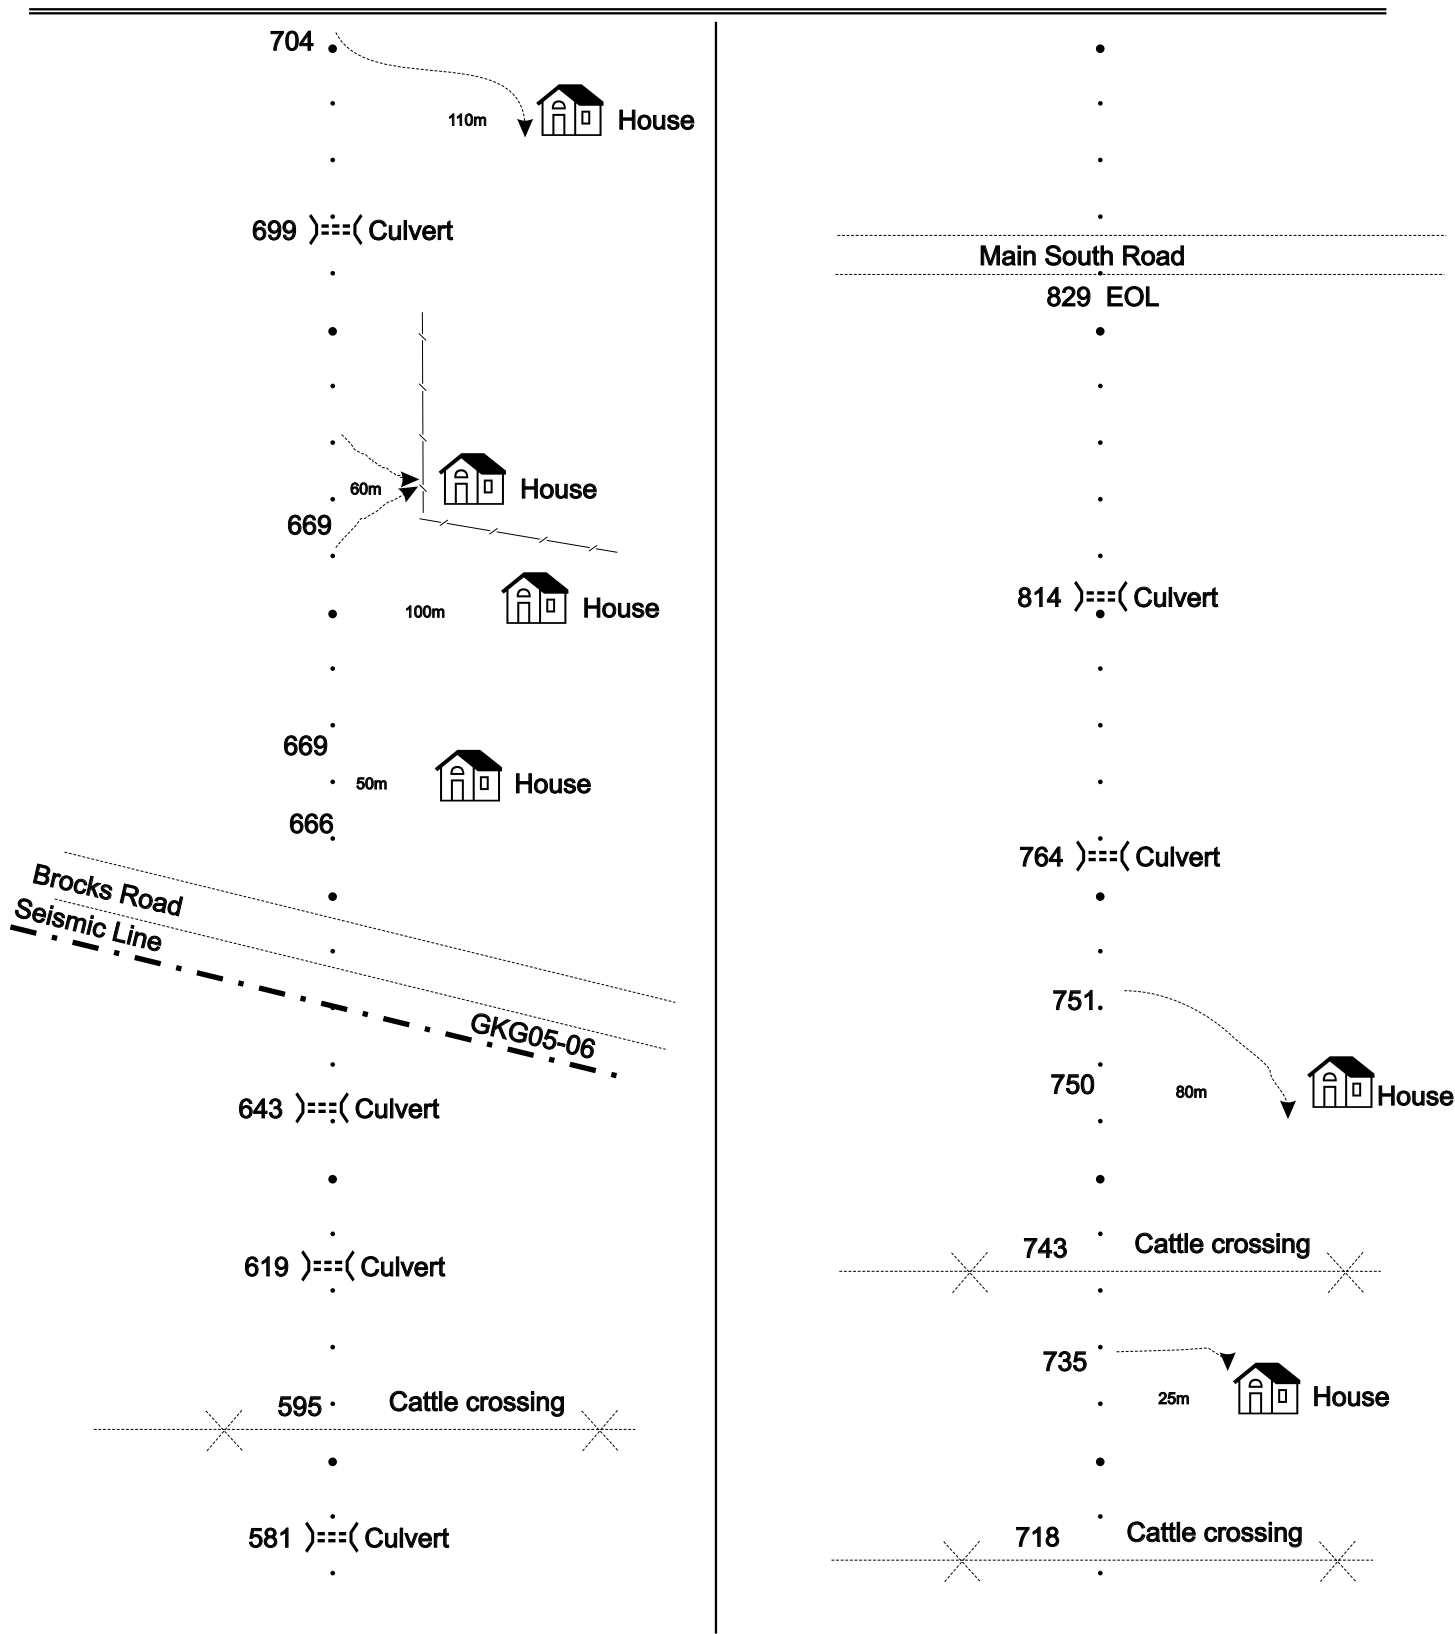 704
110m House
699 Culvert
60m House
669
100m House
669
50m House
666
Brocks Road
Seismic Line
GKG05-06
643 Culvert
619 Culvert
595 Cattle crossing
581 Culvert
Main South Road
829 EOL
814 Culvert
764 Culvert
751
750 80m House
743 Cattle crossing
735
25m House
718 Cattle crossing